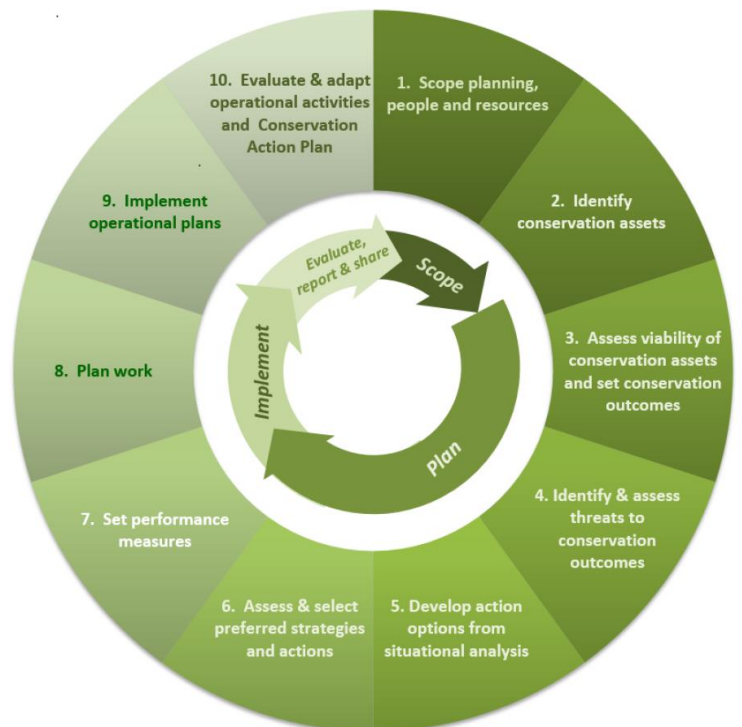 1. Scope planning,
people and resources
2. Identify
conservation assets
3. Assess viability of
conservation assets
and set conservation
outcomes
4. Identify & assess
threats to
conservation
outcomes
5. Develop action
options from
situational analysis
6. Assess & select
preferred strategies
and actions
7. Set performance
measures
8. Plan work
9. Implement
operational plans
10. Evaluate & adapt
operational activities
and Conservation
Action Plan
Scope
Plan
Implement
Evaluate,
report & share